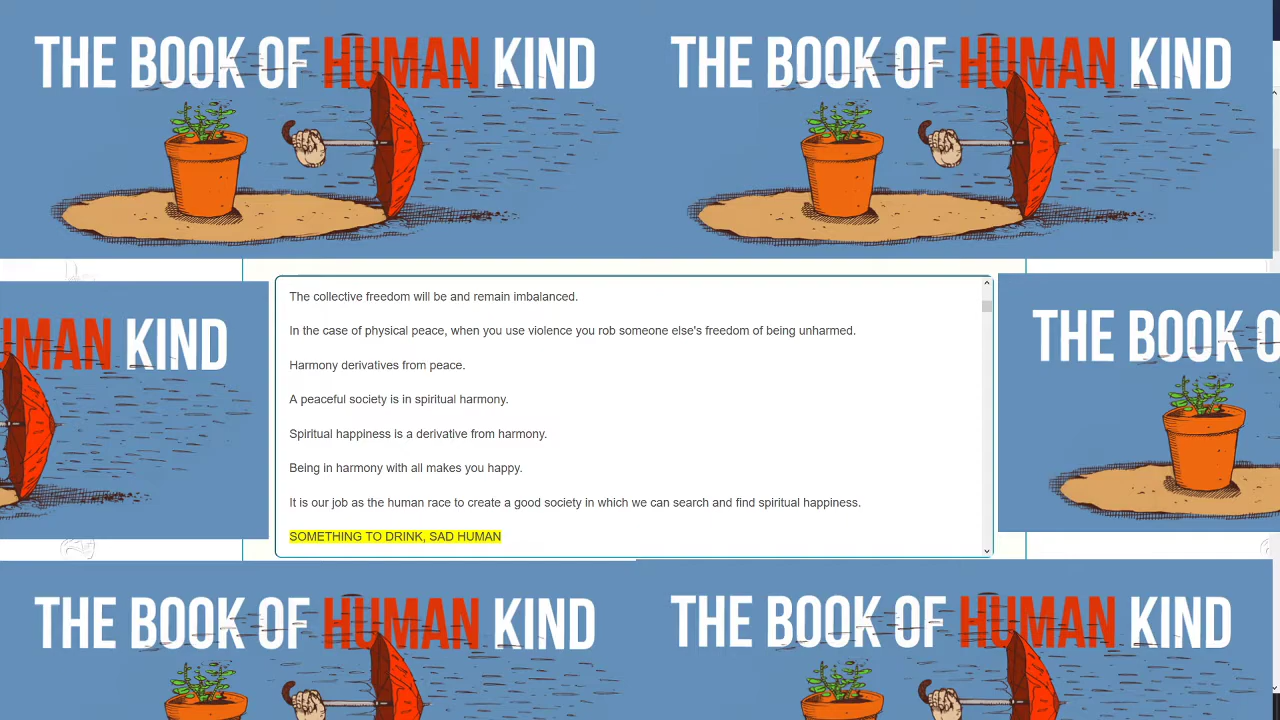 THE BOOK OF HUMAN KIND
THE BOOK OF HUMAN KIND
The collective freedom will be and remain imbalanced.
In the case of physical peace, when you use violence you rob someone else's freedom of being unharmed.
Harmony derivatives from peace.
A peaceful society is in spiritual harmony.
Spiritual happiness is a derivative from harmony.
Being in harmony with all makes you happy.
It is our job as the human race to create a good society in which we can search and find spiritual happiness.
SOMETHING TO DRINK, SAD HUMAN
UMAN KIND
THE BOOK O
THE BOOK OF HUMAN KIND
THE BOOK OF HUMAN KIND